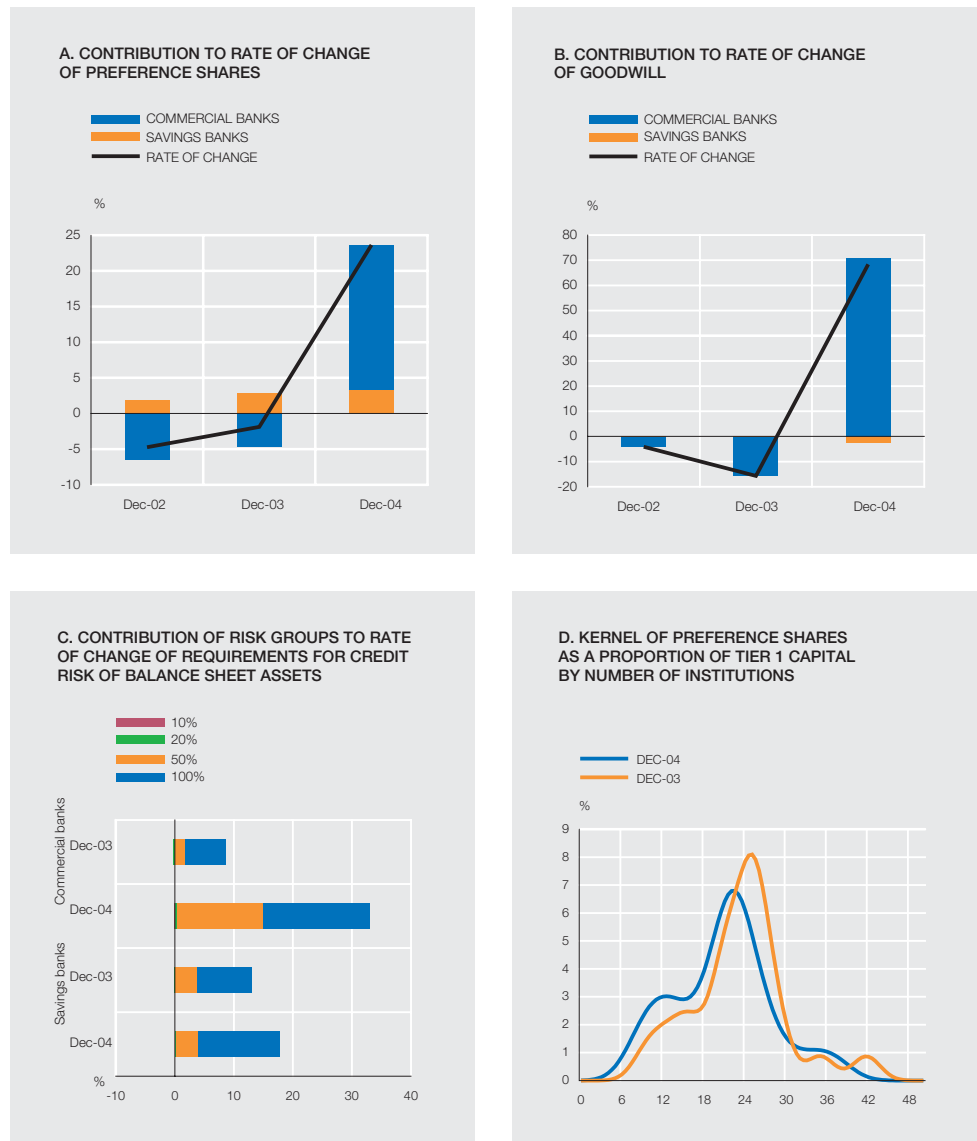 A. CONTRIBUTION TO RATE OF CHANGE
OF PREFERENCE SHARES
COMMERCIAL BANKS
SAVINGS BANKS
RATE OF CHANGE
%
25
20
15
10
5
0
-5
-10
Dec-02 Dec-03 Dec-04
B. CONTRIBUTION TO RATE OF CHANGE
OF GOODWILL
COMMERCIAL BANKS
SAVINGS BANKS
RATE OF CHANGE
%
80
70
60
50
40
30
20
10
0
-10
-20
Dec-02 Dec-03 Dec-04
C. CONTRIBUTION OF RISK GROUPS TO RATE
OF CHANGE OF REQUIREMENTS FOR CREDIT
RISK OF BALANCE SHEET ASSETS
10%
20%
50%
100%
Commercial banks
Dec-03
Dec-04
Savings banks
Dec-03
Dec-04
%
-10 0 10 20 30 40
D. KERNEL OF PREFERENCE SHARES
AS A PROPORTION OF TIER 1 CAPITAL
BY NUMBER OF INSTITUTIONS
DEC-04
DEC-03
%
9
8
7
6
5
4
3
2
1
0
0 6 12 18 24 30 36 42 48